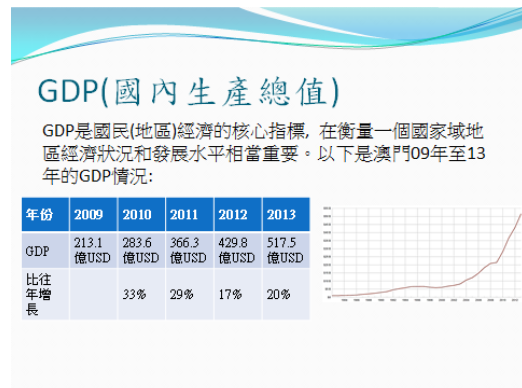 GDP(國內生產總值)
GDP是國民(地區)經濟的核心指標, 在衡量一個國家域地
區經濟狀況和發展水平相當重要。以下是澳門09年至13
年的GDP情況:
年份 2009 2010 2011 2012 2013
GDP 213.1 283.6 366.3 429.8 517.5
億USD 億USD 億USD 億USD 億USD
比往
年增 33% 29% 17% 20%
長